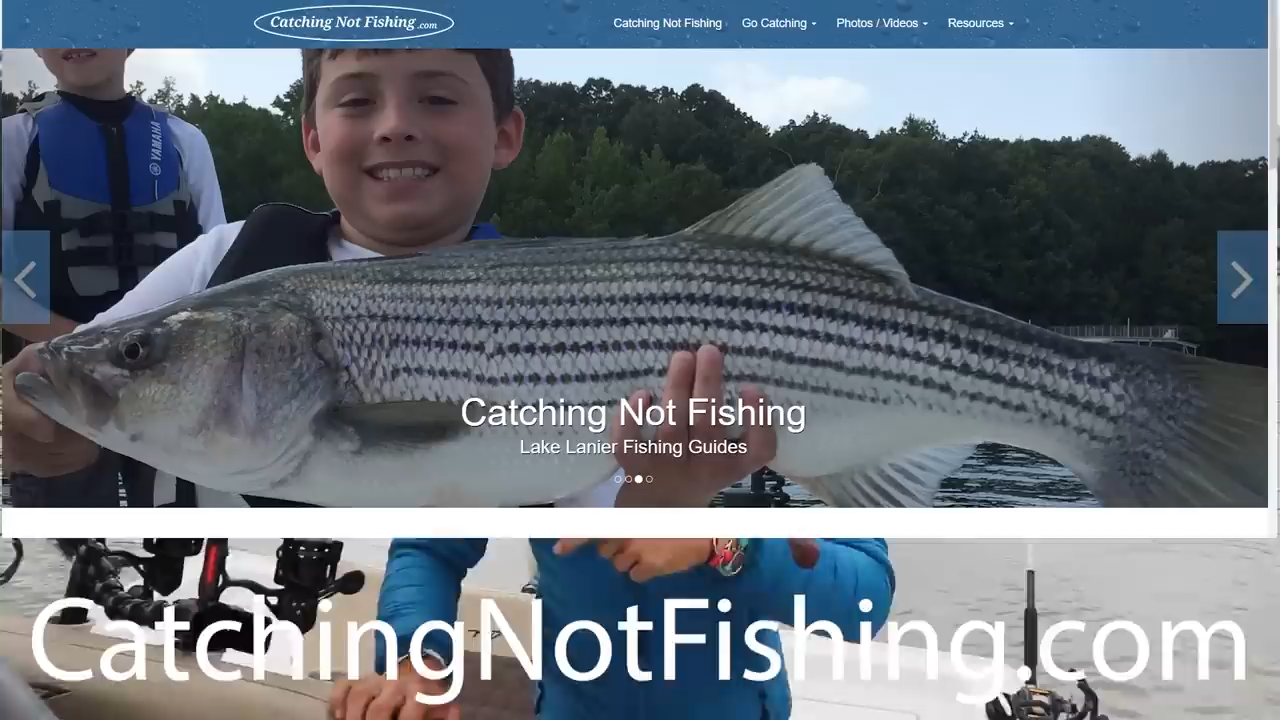 Catching Not Fishing .com
Catching Not Fishing
Go Catching
Photos / Videos
Resources
YAMAHA
Catching Not Fishing
Lake Lanier Fishing Guides
CatchingNotFishing.com